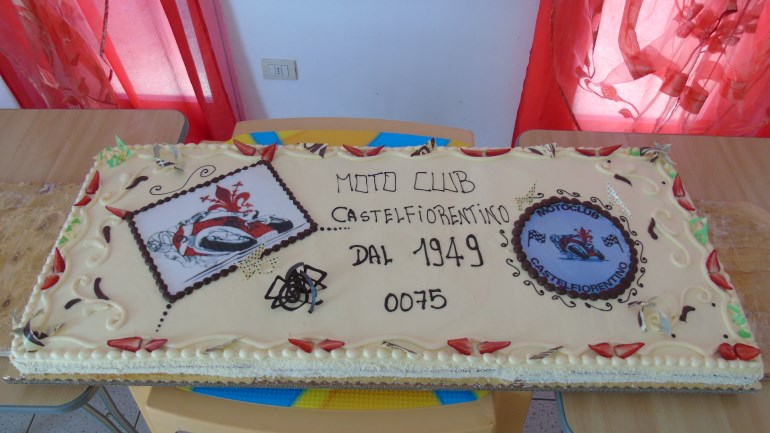 MOTO CLUB
CASTELFIORENTINO
DAL 1949
0075
MOTOCLUB
CASTELFIORENTINO